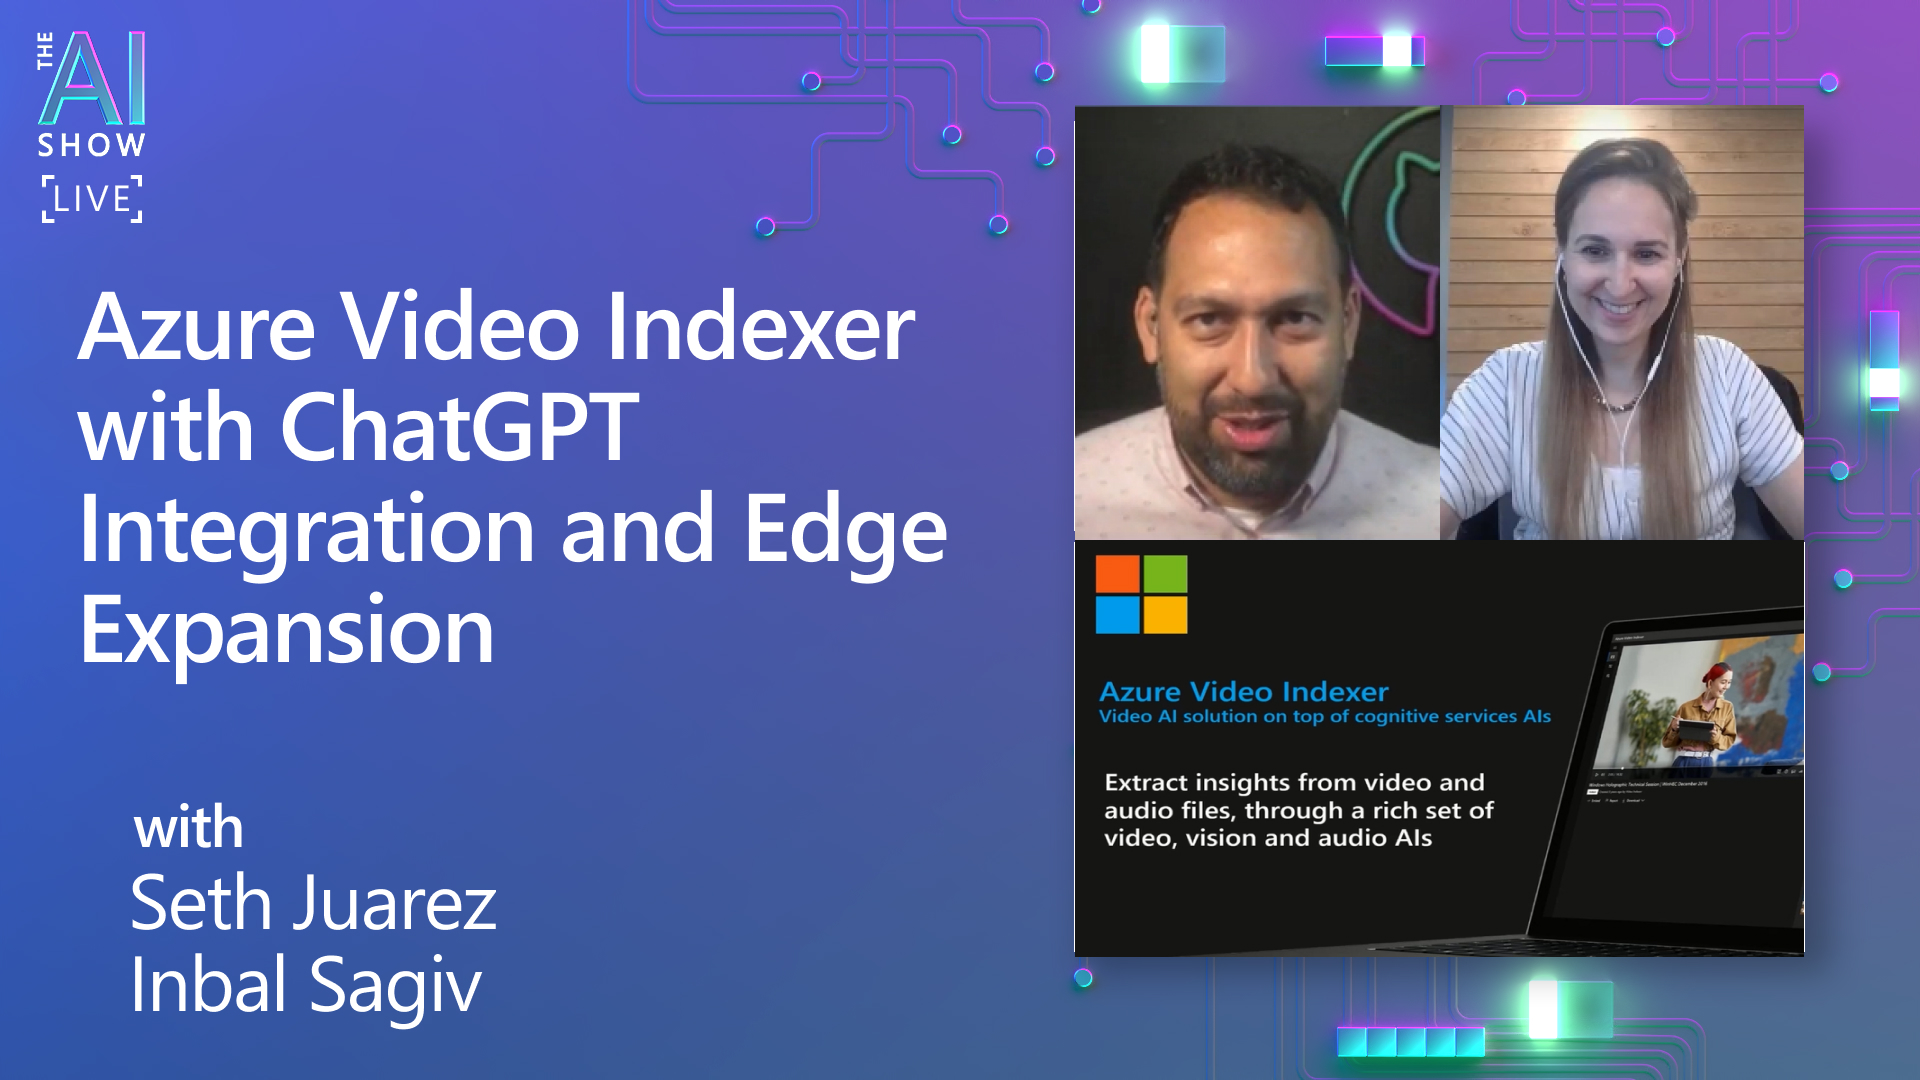 THE
AI
SHOW
[LIVE]
Azure Video Indexer
with ChatGPT
Integration and Edge
Expansion
with
Seth Juarez
Inbal Sagiv
Azure Video Indexer
Video AI solution on top of cognitive services AIs
Extract insights from video and
audio files, through a rich set of
video, vision and audio AIs